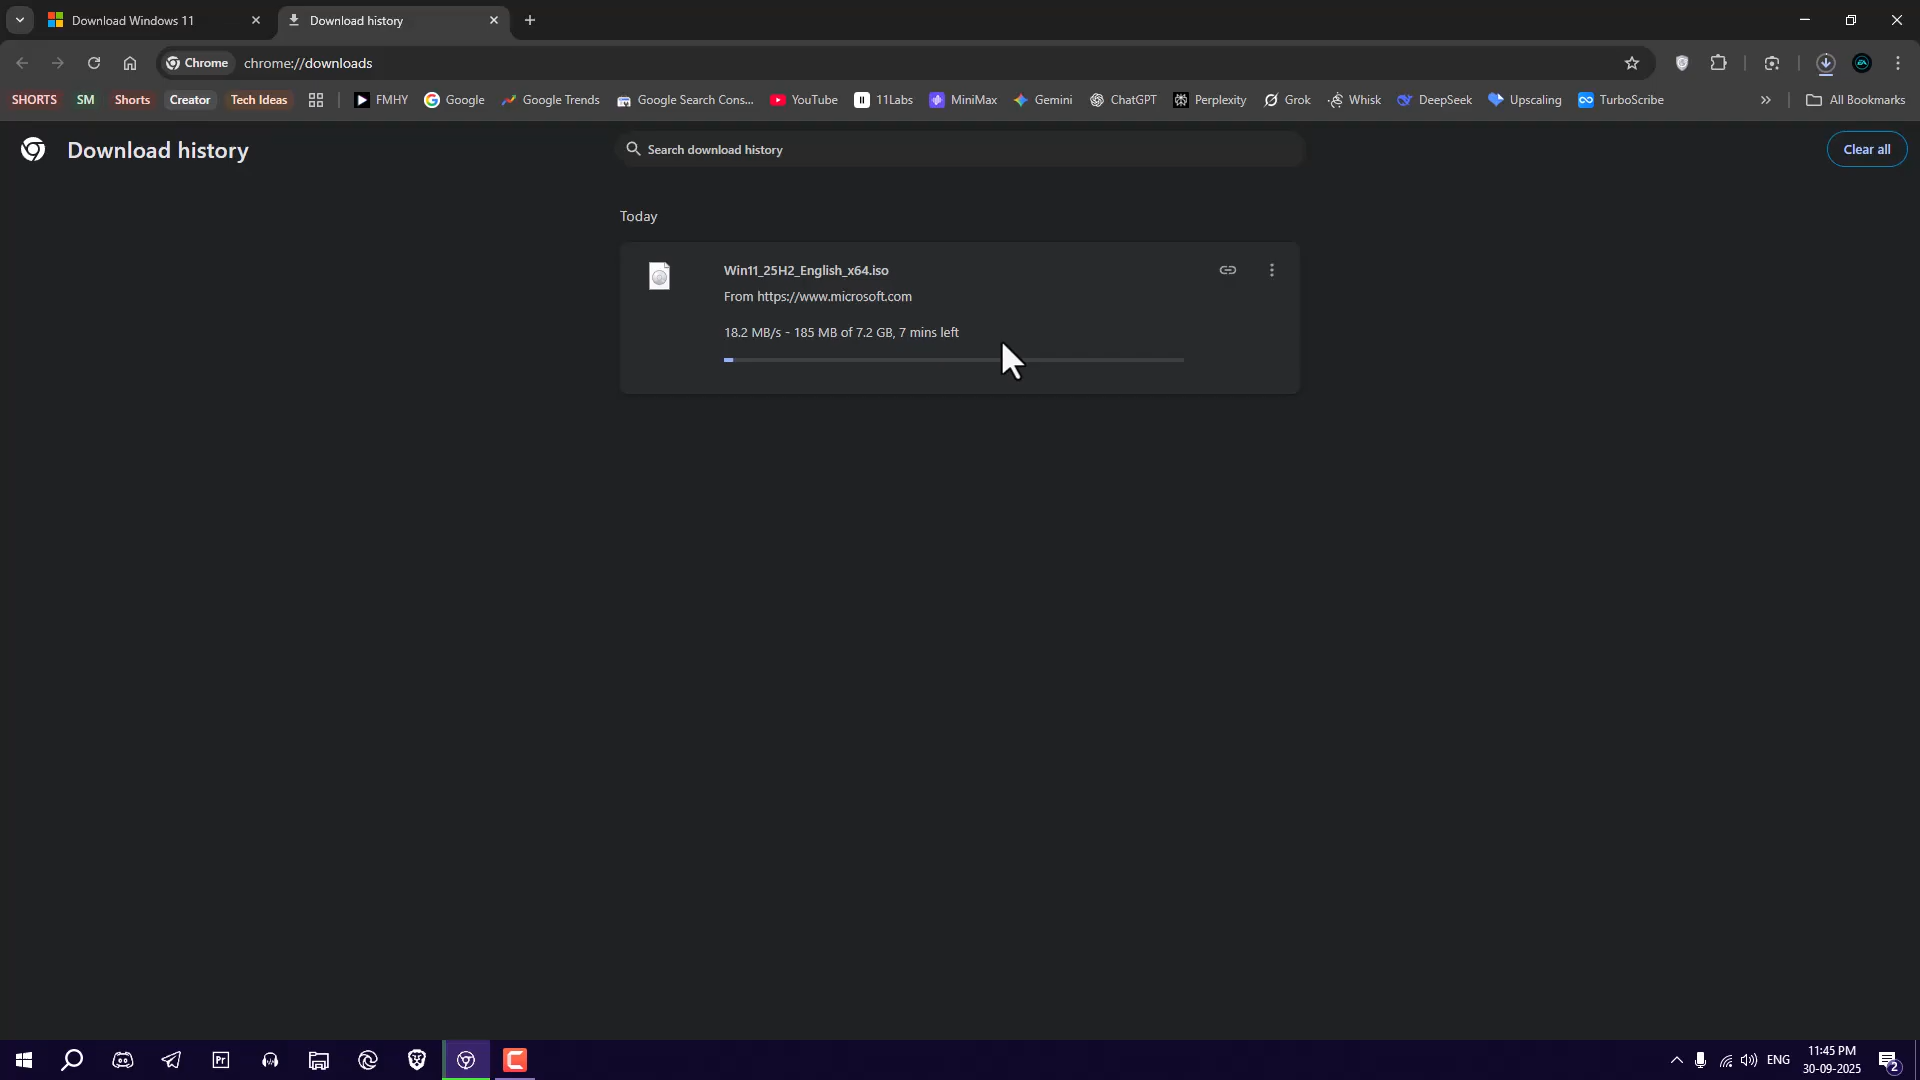 Download Windows 11
Download history
Chrome
chrome://downloads
SHORTS
SM
Shorts
Creator
Tech Ideas
FMHY
Google
Google Trends
Google Search Cons...
YouTube
11Labs
MiniMax
Gemini
ChatGPT
Perplexity
Grok
Whisk
DeepSeek
Upscaling
TurboScribe
All Bookmarks
Download history
Search download history
Clear all
Today
Win11_25H2_English_x64.iso
From https://www.microsoft.com
18.2 MB/s - 185 MB of 7.2 GB, 7 mins left
Pr
ENG
11:45 PM
30-09-2025
2